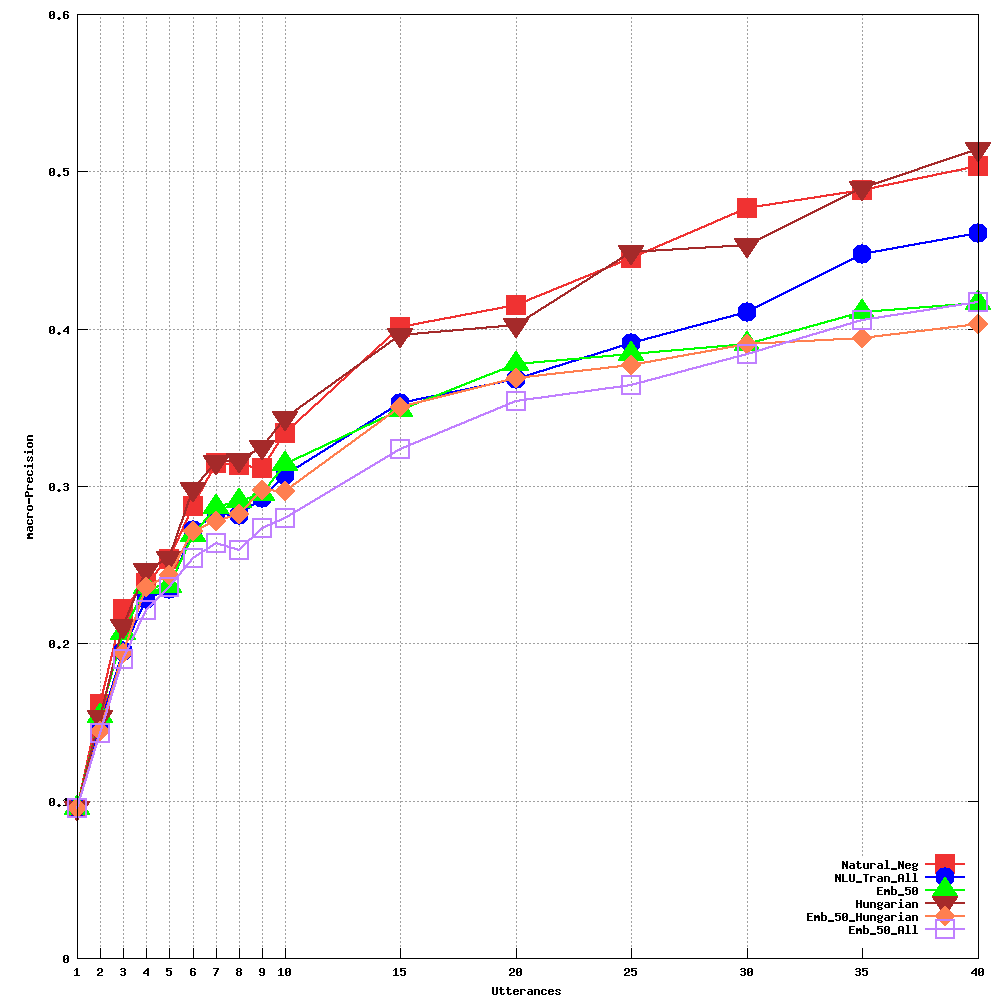 0.6
0.5
0.4
0.3
0.2
0.1
0
macro-Precision
1 2 3 4 5 6 7 8 9 10 15 20 25 30 35 40
Utterances
Natural_Neg
NLU_Tran_All
Emb_50
Hungarian
Emb_50_Hungarian
Emb_50_All